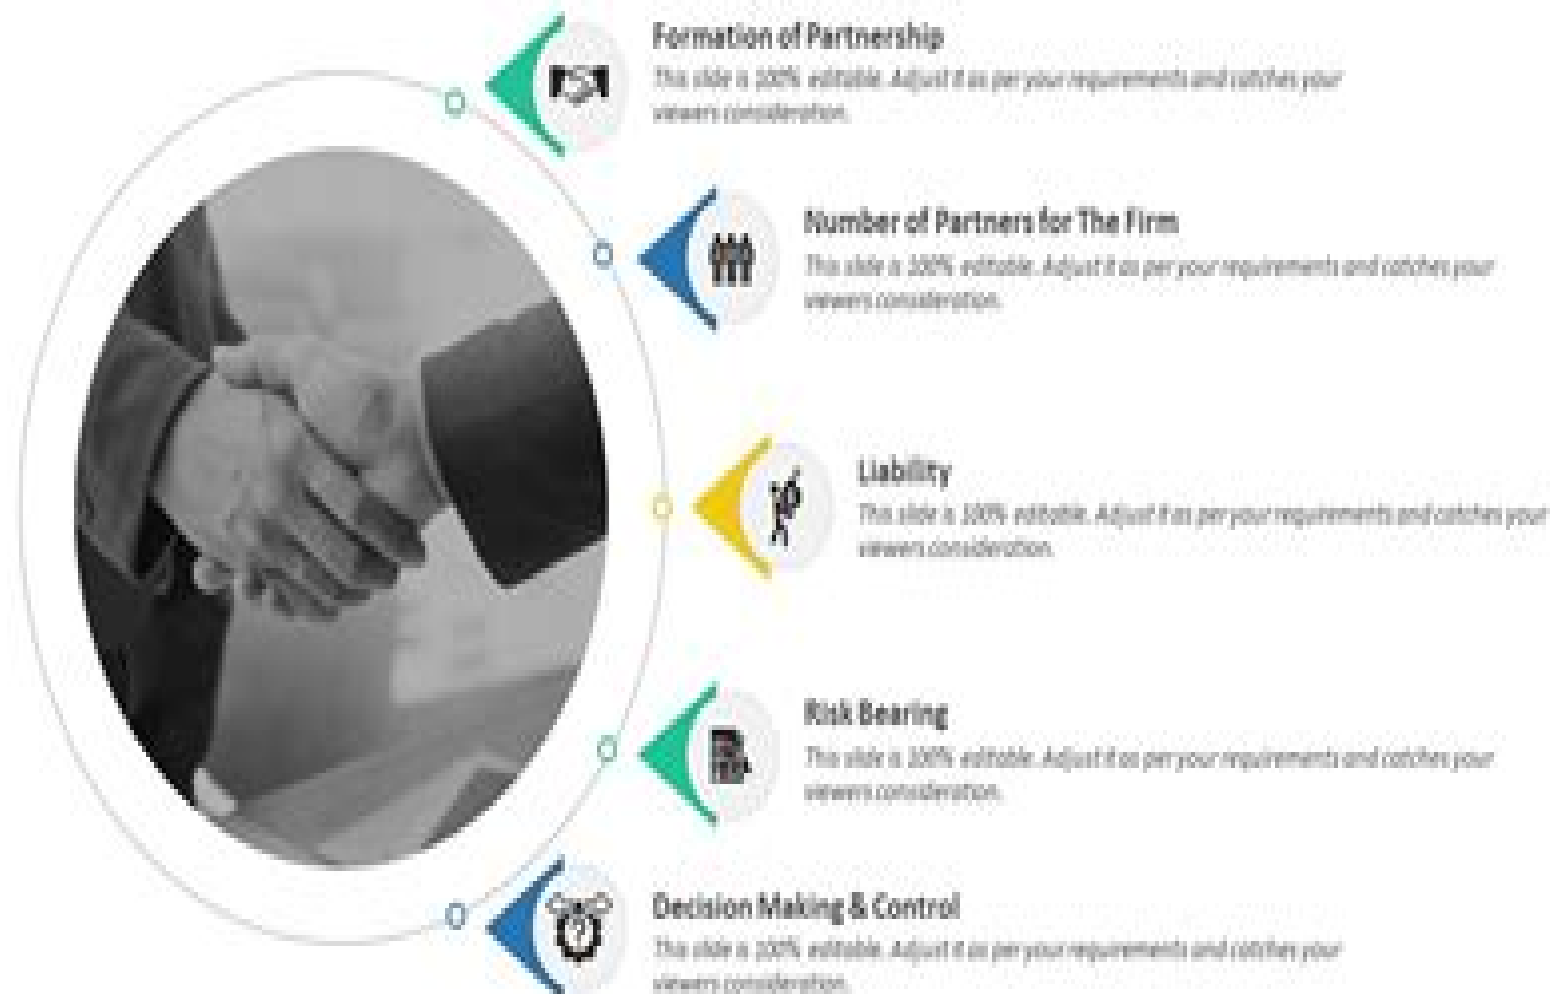 Formation of Partnership
This slide is 100% editable. Adjust it as per your requirements and catches your
viewers consideration.
Number of Partners for The Firm
This slide is 100% editable. Adjust it as per your requirements and catches your
viewers consideration.
Liability
This slide is 100% editable. Adjust it as per your requirements and catches your
viewers consideration.
Risk Bearing
This slide is 100% editable. Adjust it as per your requirements and catches your
viewers consideration.
Decision Making & Control
This slide is 100% editable. Adjust it as per your requirements and catches your
viewers consideration.